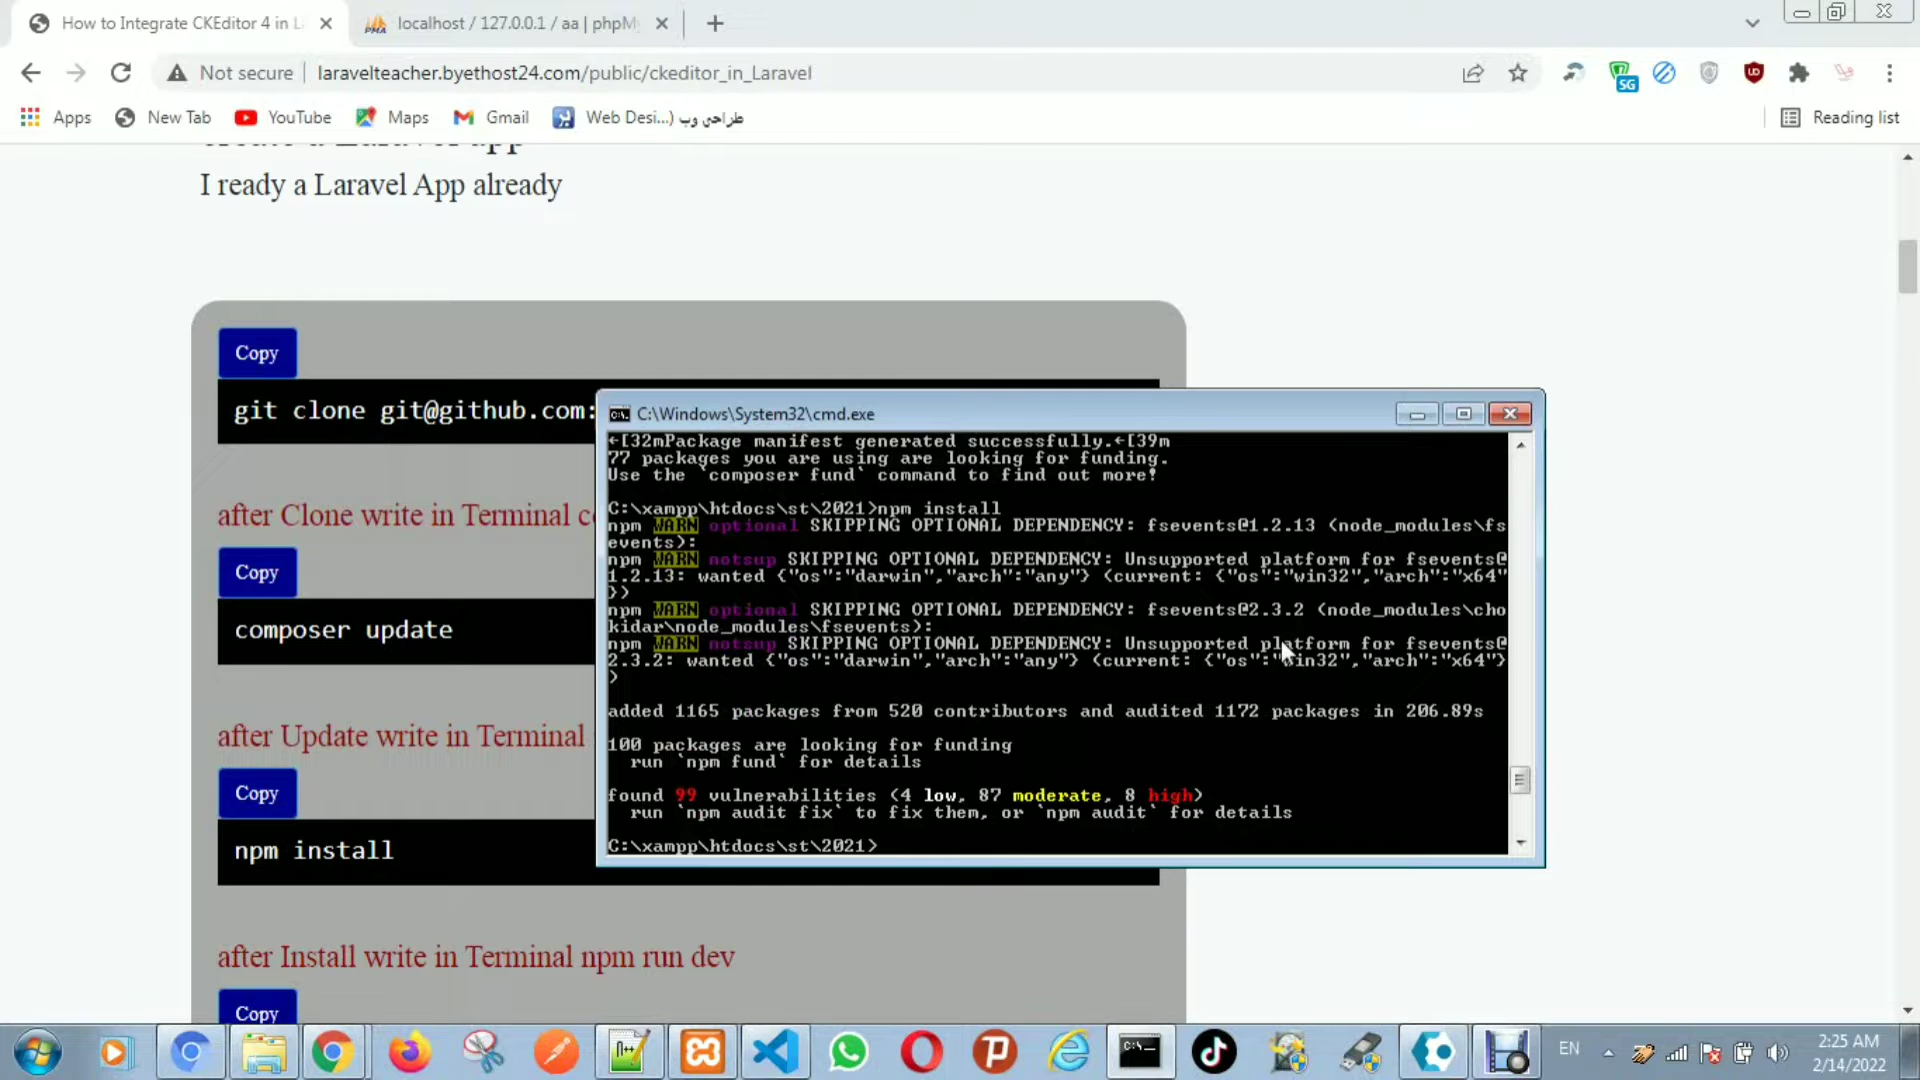 How to Integrate CKEditor 4 in L
localhost / 127.0.0.1 / aa | phpM
Not secure
laravelteacher.byethost24.com/public/ckeditor_in_Laravel
SG
UD
Apps
New Tab
YouTube
Maps
Gmail
Web Desi...) طراحی وب
Reading list
create a Laravel app
I ready a Laravel App already
Copy
git clone git@github.com:
after Clone write in Terminal c
Copy
composer update
after Update write in Terminal
Copy
npm install
after Install write in Terminal npm run dev
Copy
C:\Windows\System32\cmd.exe
←[32mPackage manifest generated successfully.←[39m
77 packages you are using are looking for funding.
Use the `composer fund` command to find out more!
C:\xampp\htdocs\st\2021>npm install
npm WARN optional SKIPPING OPTIONAL DEPENDENCY: fsevents@1.2.13 (node_modules\fs
events):
npm WARN notsup SKIPPING OPTIONAL DEPENDENCY: Unsupported platform for fsevents@
1.2.13: wanted {"os":"darwin","arch":"any"} (current: {"os":"win32","arch":"x64"
})
npm WARN optional SKIPPING OPTIONAL DEPENDENCY: fsevents@2.3.2 (node_modules\cho
kidar\node_modules\fsevents):
npm WARN notsup SKIPPING OPTIONAL DEPENDENCY: Unsupported platform for fsevents@
2.3.2: wanted {"os":"darwin","arch":"any"} (current: {"os":"win32","arch":"x64"}
)
added 1165 packages from 520 contributors and audited 1172 packages in 206.89s
100 packages are looking for funding
run `npm fund` for details
found 99 vulnerabilities (4 low, 87 moderate, 8 high)
run `npm audit fix` to fix them, or `npm audit` for details
C:\xampp\htdocs\st\2021>
EN
2:25 AM
2/14/2022